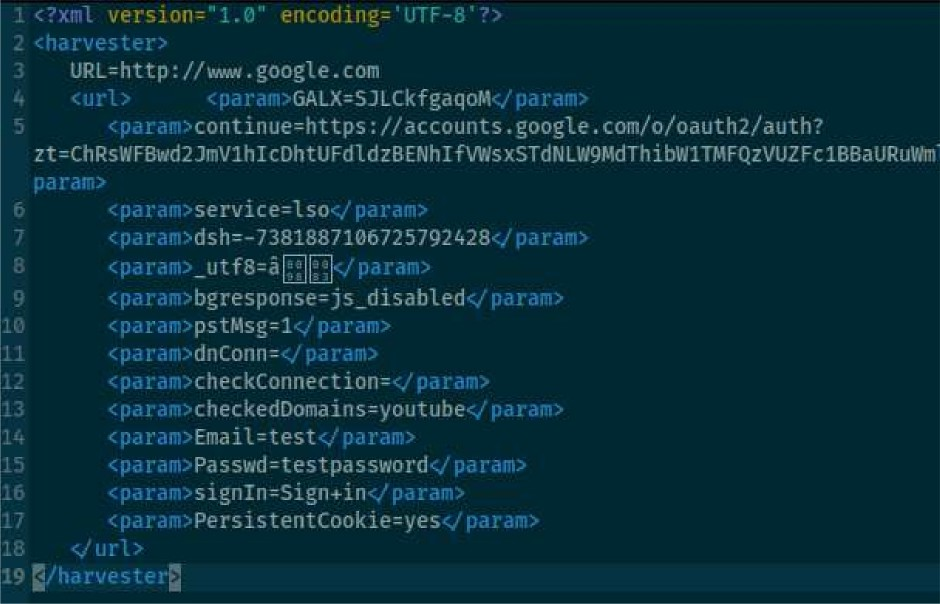 1 <?xml version="1.0" encoding='UTF-8'?>
2 <harvester>
3 URL=http://www.google.com
4 <url> <param>GALX=SJLCkfgaqoM</param>
5 <param>continue=https://accounts.google.com/o/oauth2/auth?
zt=ChRsWFBwd2JmV1hIcDhtUFdldzBENhIfVWsxSTdNLW9MdThibW1TMFQzVUZFc1BBaURuWm
param>
6 <param>service=lso</param>
7 <param>dsh=-7381887106725792428</param>
8 <param>_utf8=â</param>
9 <param>bgresponse=js_disabled</param>
10 <param>pstMsg=1</param>
11 <param>dnConn=</param>
12 <param>checkConnection=</param>
13 <param>checkedDomains=youtube</param>
14 <param>Email=test</param>
15 <param>Passwd=testpassword</param>
16 <param>signIn=Sign+in</param>
17 <param>PersistentCookie=yes</param>
18 </url>
19 </harvester>